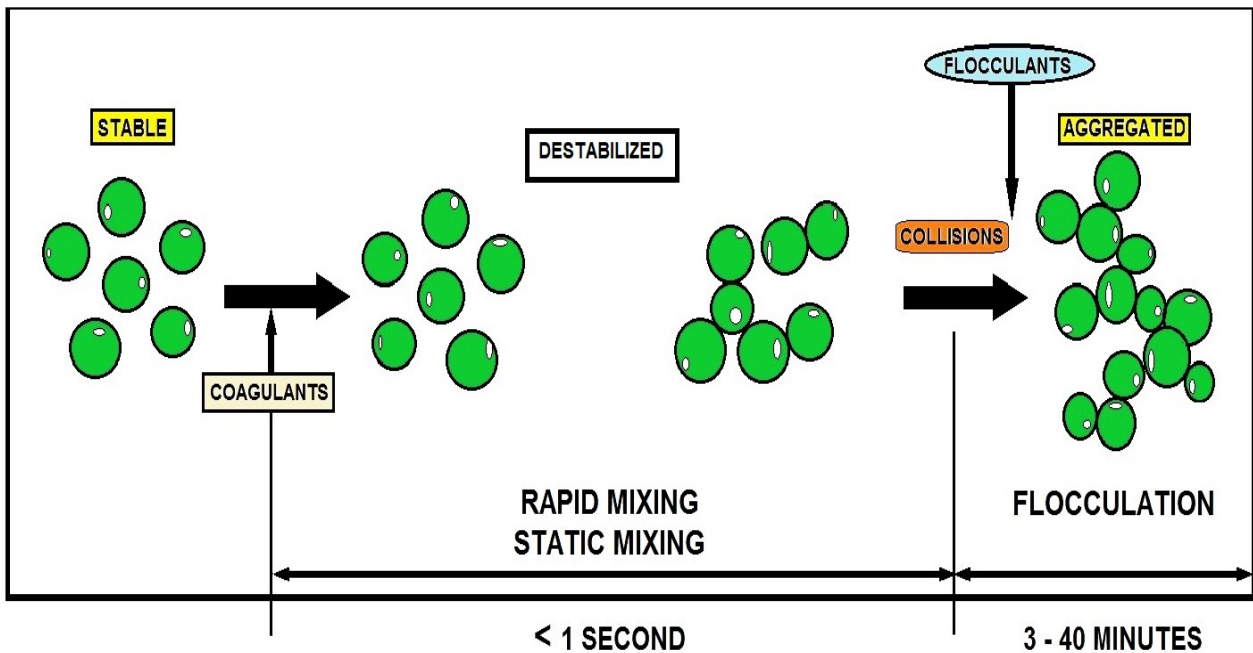 FLOCCULANTS
STABLE
AGGREGATED
DESTABILIZED
COLLISIONS
COAGULANTS
RAPID MIXING
STATIC MIXING
FLOCCULATION
< 1 SECOND
3 - 40 MINUTES